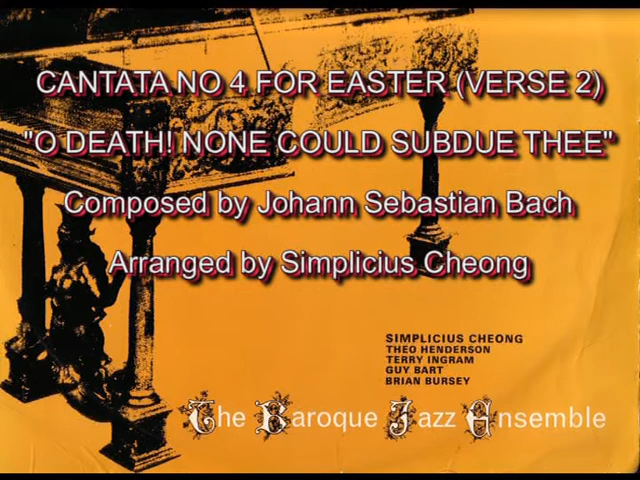 CANTATA NO 4 FOR EASTER (VERSE 2)
"O DEATH! NONE COULD SUBDUE THEE"
Composed by Johann Sebastian Bach
Arranged by Simplicius Cheong
SIMPLICIUS CHEONG
THEO HENDERSON
TERRY INGRAM
GUY BART
BRIAN BURSEY
The Baroque Jazz Ensemble